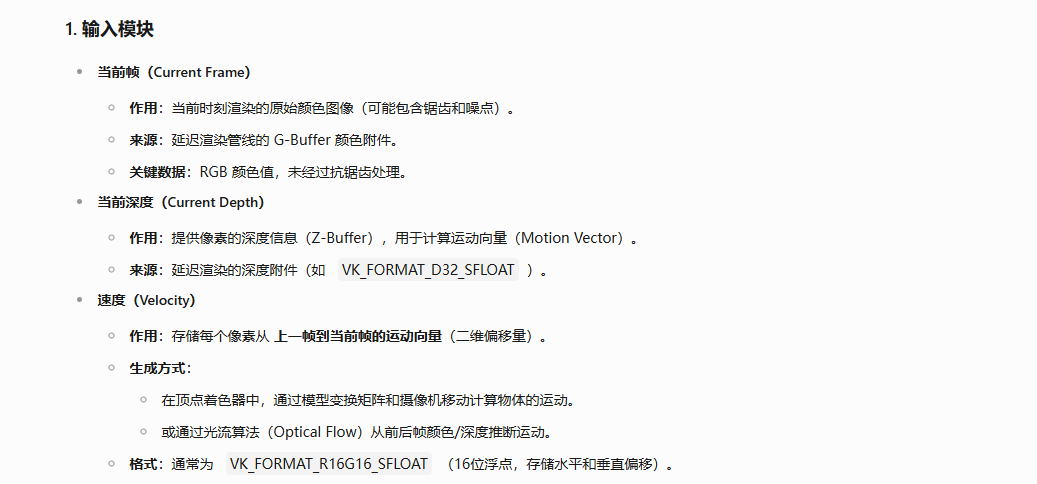 1. 输入模块
当前帧（Current Frame）
作用：当前时刻渲染的原始颜色图像（可能包含锯齿和噪点）。
来源：延迟渲染管线的 G-Buffer 颜色附件。
关键数据：RGB 颜色值，未经过抗锯齿处理。
当前深度（Current Depth）
作用：提供像素的深度信息（Z-Buffer），用于计算运动向量（Motion Vector）。
来源：延迟渲染的深度附件（如 VK_FORMAT_D32_SFLOAT ）。
速度（Velocity）
作用：存储每个像素从 上一帧到当前帧的运动向量（二维偏移量）。
生成方式：
在顶点着色器中，通过模型变换矩阵和摄像机移动计算物体的运动。
或通过光流算法（Optical Flow）从前后帧颜色/深度推断运动。
格式：通常为 VK_FORMAT_R16G16_SFLOAT （16位浮点，存储水平和垂直偏移）。